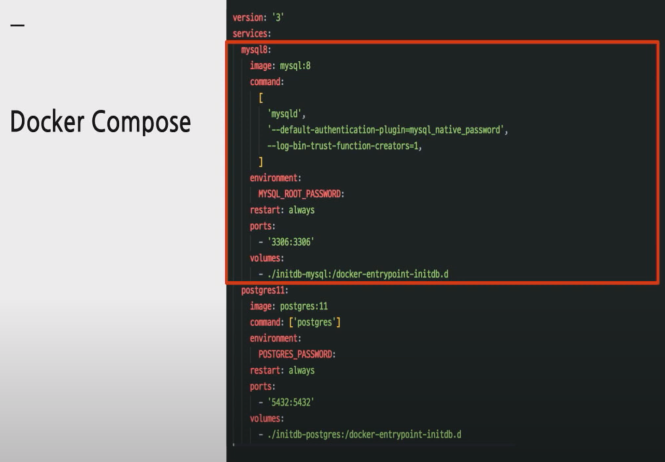 Docker Compose
version: '3'
services:
  mysql8:
    image: mysql:8
    command:
      [
        'mysqld',
        '--default-authentication-plugin=mysql_native_password',
        --log-bin-trust-function-creators=1,
      ]
    environment:
      MYSQL_ROOT_PASSWORD:
    restart: always
    ports:
      - '3306:3306'
    volumes:
      - ./initdb-mysql:/docker-entrypoint-initdb.d
  postgres11:
    image: postgres:11
    command: ['postgres']
    environment:
      POSTGRES_PASSWORD:
    restart: always
    ports:
      - '5432:5432'
    volumes:
      - ./initdb-postgres:/docker-entrypoint-initdb.d